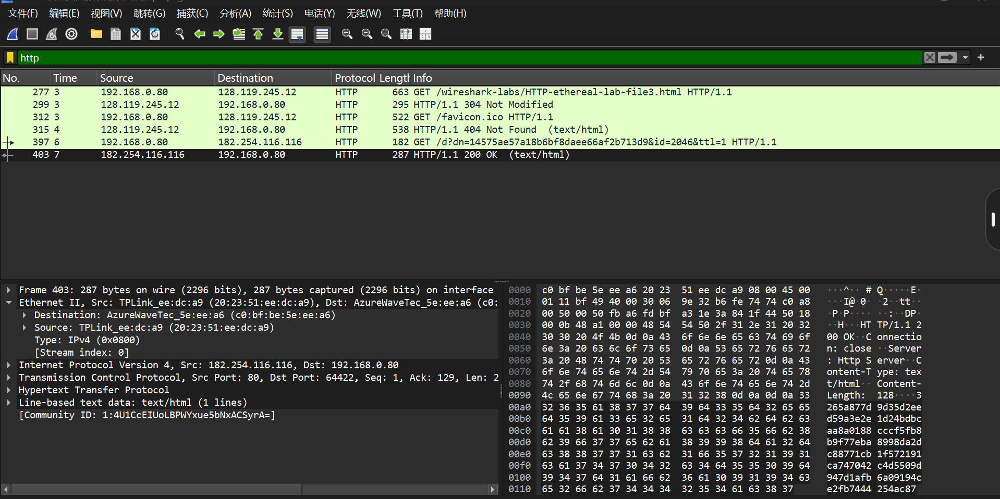 文件(F) 编辑(E) 视图(V) 跳转(G) 捕获(C) 分析(A) 统计(S) 电话(Y) 无线(W) 工具(T) 帮助(H)
http
No. Time Source Destination Protocol Length Info
277 3 192.168.0.80 128.119.245.12 HTTP 663 GET /wireshark-labs/HTTP-ethereal-lab-file3.html HTTP/1.1
299 3 128.119.245.12 192.168.0.80 HTTP 295 HTTP/1.1 304 Not Modified
312 3 192.168.0.80 128.119.245.12 HTTP 522 GET /favicon.ico HTTP/1.1
315 4 128.119.245.12 192.168.0.80 HTTP 538 HTTP/1.1 404 Not Found (text/html)
397 6 192.168.0.80 182.254.116.116 HTTP 182 GET /d?dn=14575ae57a18b6bf8daee66af2b713d9&id=2046&ttl=1 HTTP/1.1
403 7 182.254.116.116 192.168.0.80 HTTP 287 HTTP/1.1 200 OK (text/html)
Frame 403: 287 bytes on wire (2296 bits), 287 bytes captured (2296 bits) on interface
Ethernet II, Src: TPLink_ee:dc:a9 (20:23:51:ee:dc:a9), Dst: AzureWaveTec_5e:ee:a6 (c0:
Destination: AzureWaveTec_5e:ee:a6 (c0:bf:be:5e:ee:a6)
Source: TPLink_ee:dc:a9 (20:23:51:ee:dc:a9)
Type: IPv4 (0x0800)
[Stream index: 0]
Internet Protocol Version 4, Src: 182.254.116.116, Dst: 192.168.0.80
Transmission Control Protocol, Src Port: 80, Dst Port: 64422, Seq: 1, Ack: 129, Len: 2
Hypertext Transfer Protocol
Line-based text data: text/html (1 lines)
[Community ID: 1:4U1CcEIUoLBPWYxue5bNxACSyrA=]
0000 c0 bf be 5e ee a6 20 23 51 ee dc a9 08 00 45 00 ···^·· # Q·····E·
0010 01 11 bf 49 40 00 30 06 9e 32 b6 fe 74 74 c0 a8 ···I@·0· ·2··tt··
0020 00 50 00 50 fb a6 fd bf a3 1e 3a 84 1f 44 50 18 ·P·P···· ··:··DP·
0030 00 0b 48 a1 00 00 48 54 54 50 2f 31 2e 31 20 32 ··H···HT TP/1.1 2
0040 30 30 20 4f 4b 0d 0a 43 6f 6e 6e 65 63 74 69 6f 00 OK··C onnectio
0050 6e 3a 20 63 6c 6f 73 65 0d 0a 53 65 72 76 65 72 n: close ··Server
0060 3a 20 48 74 74 70 20 53 65 72 76 65 72 0d 0a 43 : Http S erver··C
0070 6f 6e 74 65 6e 74 2d 54 79 70 65 3a 20 74 65 78 ontent-T ype: tex
0080 74 2f 68 74 6d 6c 0d 0a 43 6f 6e 74 65 6e 74 2d t/html·· Content-
0090 4c 65 6e 67 74 68 3a 20 31 32 38 0d 0a 0d 0a 33 Length: 128····3
00a0 32 36 35 61 38 37 37 64 39 64 33 35 64 32 65 65 265a877d 9d35d2ee
00b0 64 35 39 61 33 65 32 65 31 64 32 34 62 64 62 63 d59a3e2e 1d24bdbc
00c0 61 61 38 61 30 31 38 38 63 63 63 66 35 66 62 38 aa8a0188 cccf5fb8
00d0 62 39 66 37 37 65 62 61 38 39 39 38 64 61 32 64 b9f77eba 8998da2d
00e0 63 38 38 37 37 31 63 62 31 66 35 37 32 31 39 31 c88771cb 1f572191
00f0 63 61 37 34 37 30 34 32 63 34 64 35 35 30 39 64 ca747042 c4d5509d
0100 39 34 37 64 31 61 66 62 36 61 30 39 31 39 34 63 947d1afb 6a09194c
0110 65 32 66 62 37 34 34 34 32 35 34 61 63 38 37 e2fb7444 254ac87